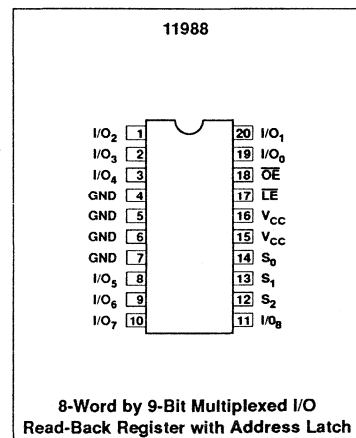 11988
I/O2 1 20 I/O1
I/O3 2 19 I/O0
I/O4 3 18 OE
GND 4 17 LE
GND 5 16 VCC
GND 6 15 VCC
GND 7 14 S0
I/O5 8 13 S1
I/O6 9 12 S2
I/O7 10 11 I/08
8-Word by 9-Bit Multiplexed I/O
Read-Back Register with Address Latch